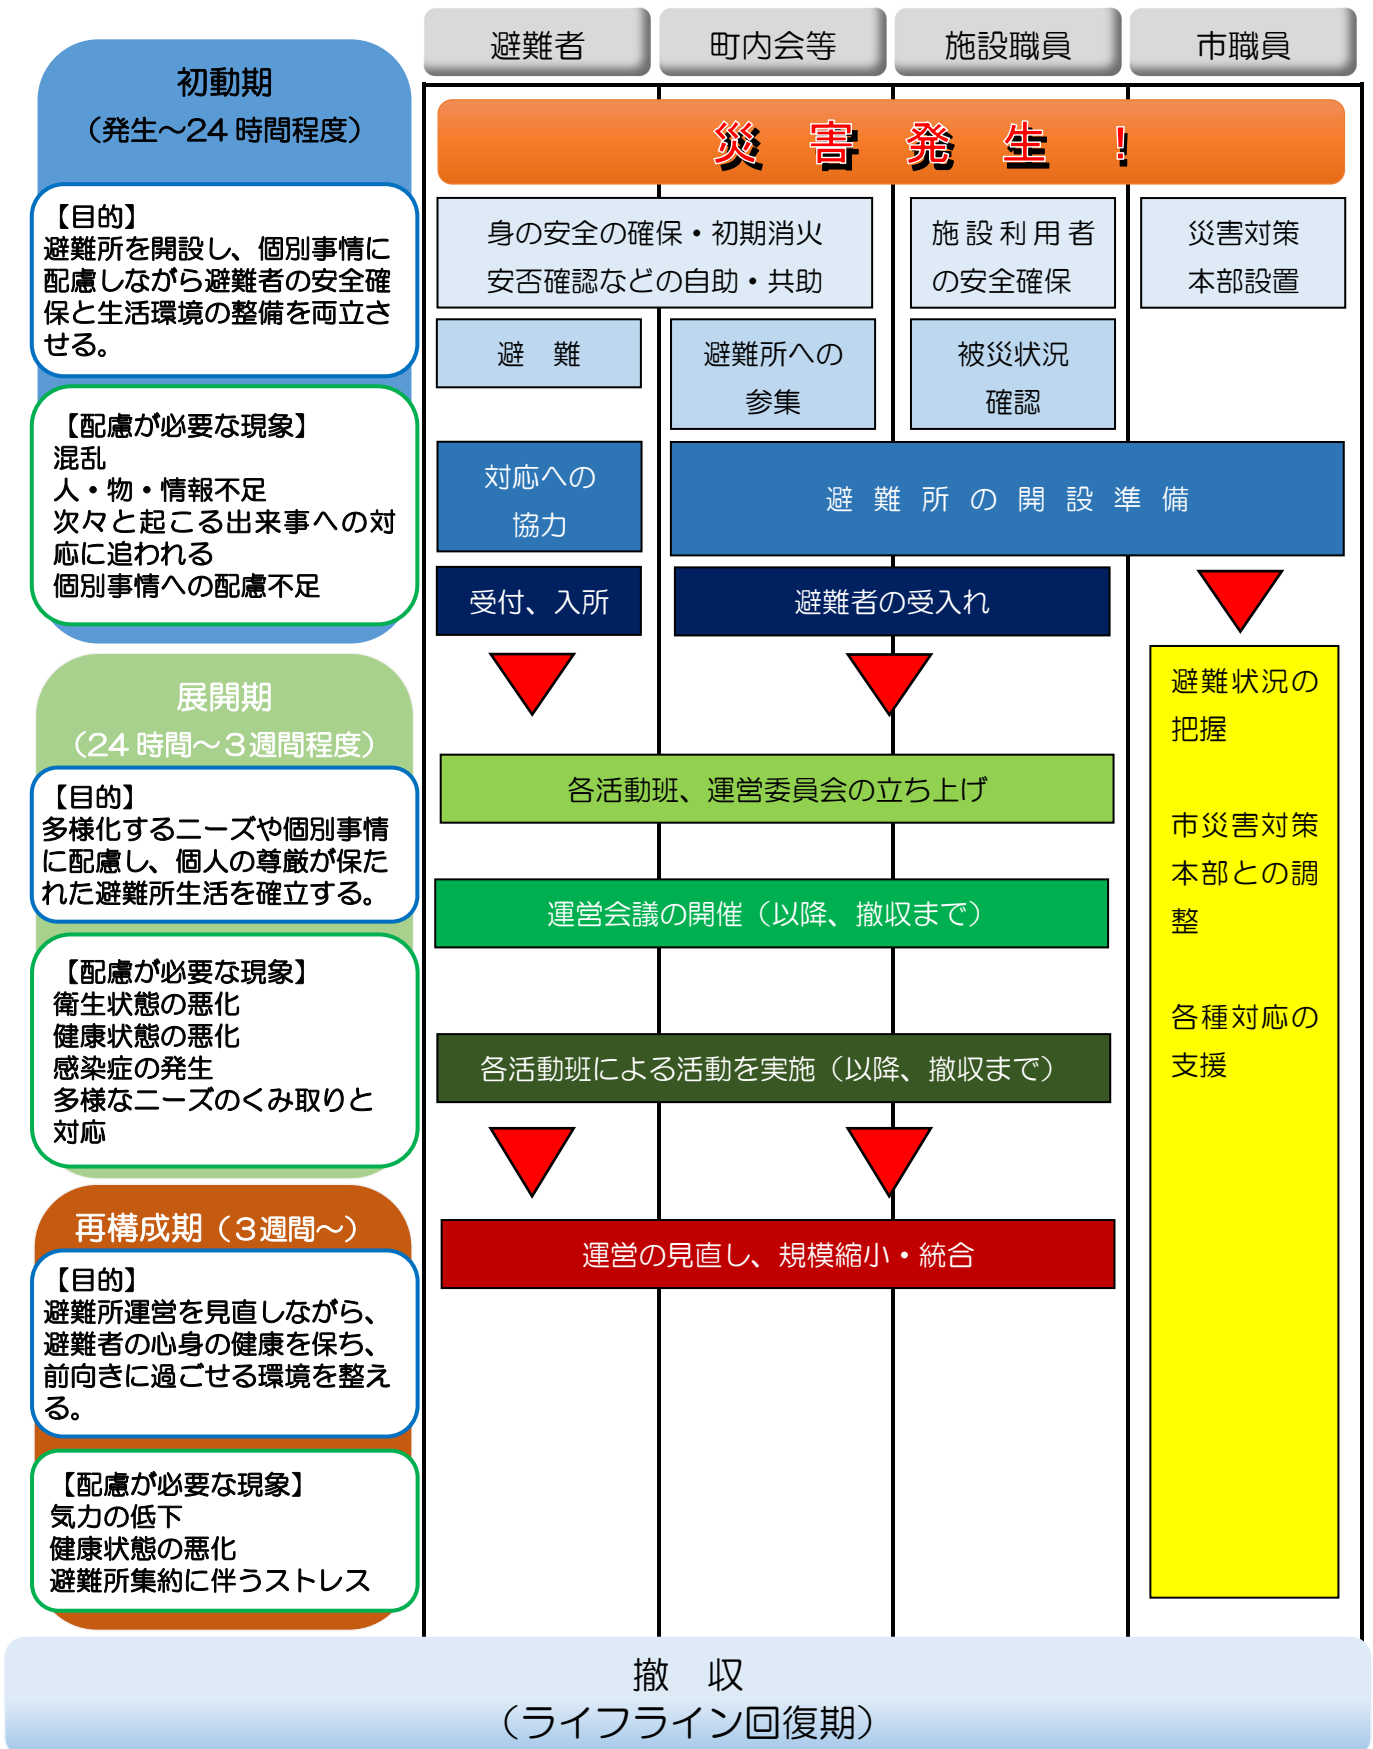 避難者
町内会等
施設職員
市職員
初動期
（発生～24時間程度）
【目的】
避難所を開設し、個別事情に
配慮しながら避難者の安全確
保と生活環境の整備を両立さ
せる。
【配慮が必要な現象】
混乱
人・物・情報不足
次々と起こる出来事への対
応に追われる
個別事情への配慮不足
災害発生！
身の安全の確保・初期消火
安否確認などの自助・共助
施設利用者
の安全確保
災害対策
本部設置
避　難
避難所への
参集
被災状況
確認
対応への
協力
避難所の開設準備
受付、入所
避難者の受入れ
展開期
（24時間～３週間程度）
【目的】
多様化するニーズや個別事情
に配慮し、個人の尊厳が保た
れた避難所生活を確立する。
【配慮が必要な現象】
衛生状態の悪化
健康状態の悪化
感染症の発生
多様なニーズのくみ取りと
対応
各活動班、運営委員会の立ち上げ
運営会議の開催（以降、撤収まで）
各活動班による活動を実施（以降、撤収まで）
避難状況の
把握
市災害対策
本部との調
整
各種対応の
支援
再構成期（３週間～）
【目的】
避難所運営を見直しながら、
避難者の心身の健康を保ち、
前向きに過ごせる環境を整え
る。
【配慮が必要な現象】
気力の低下
健康状態の悪化
避難所集約に伴うストレス
運営の見直し、規模縮小・統合
撤　収
（ライフライン回復期）